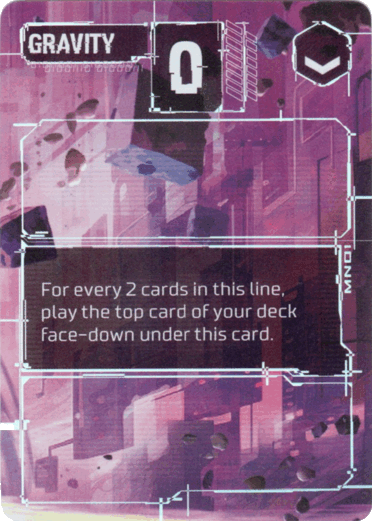 GRAVITY
0
MN01
For every 2 cards in this line,
play the top card of your deck
face-down under this card.